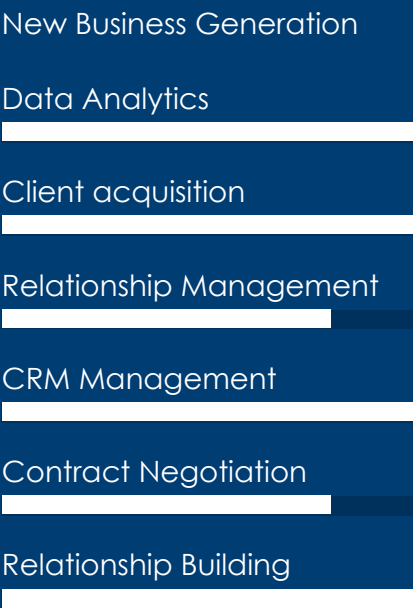 New Business Generation
Data Analytics
Client acquisition
Relationship Management
CRM Management
Contract Negotiation
Relationship Building